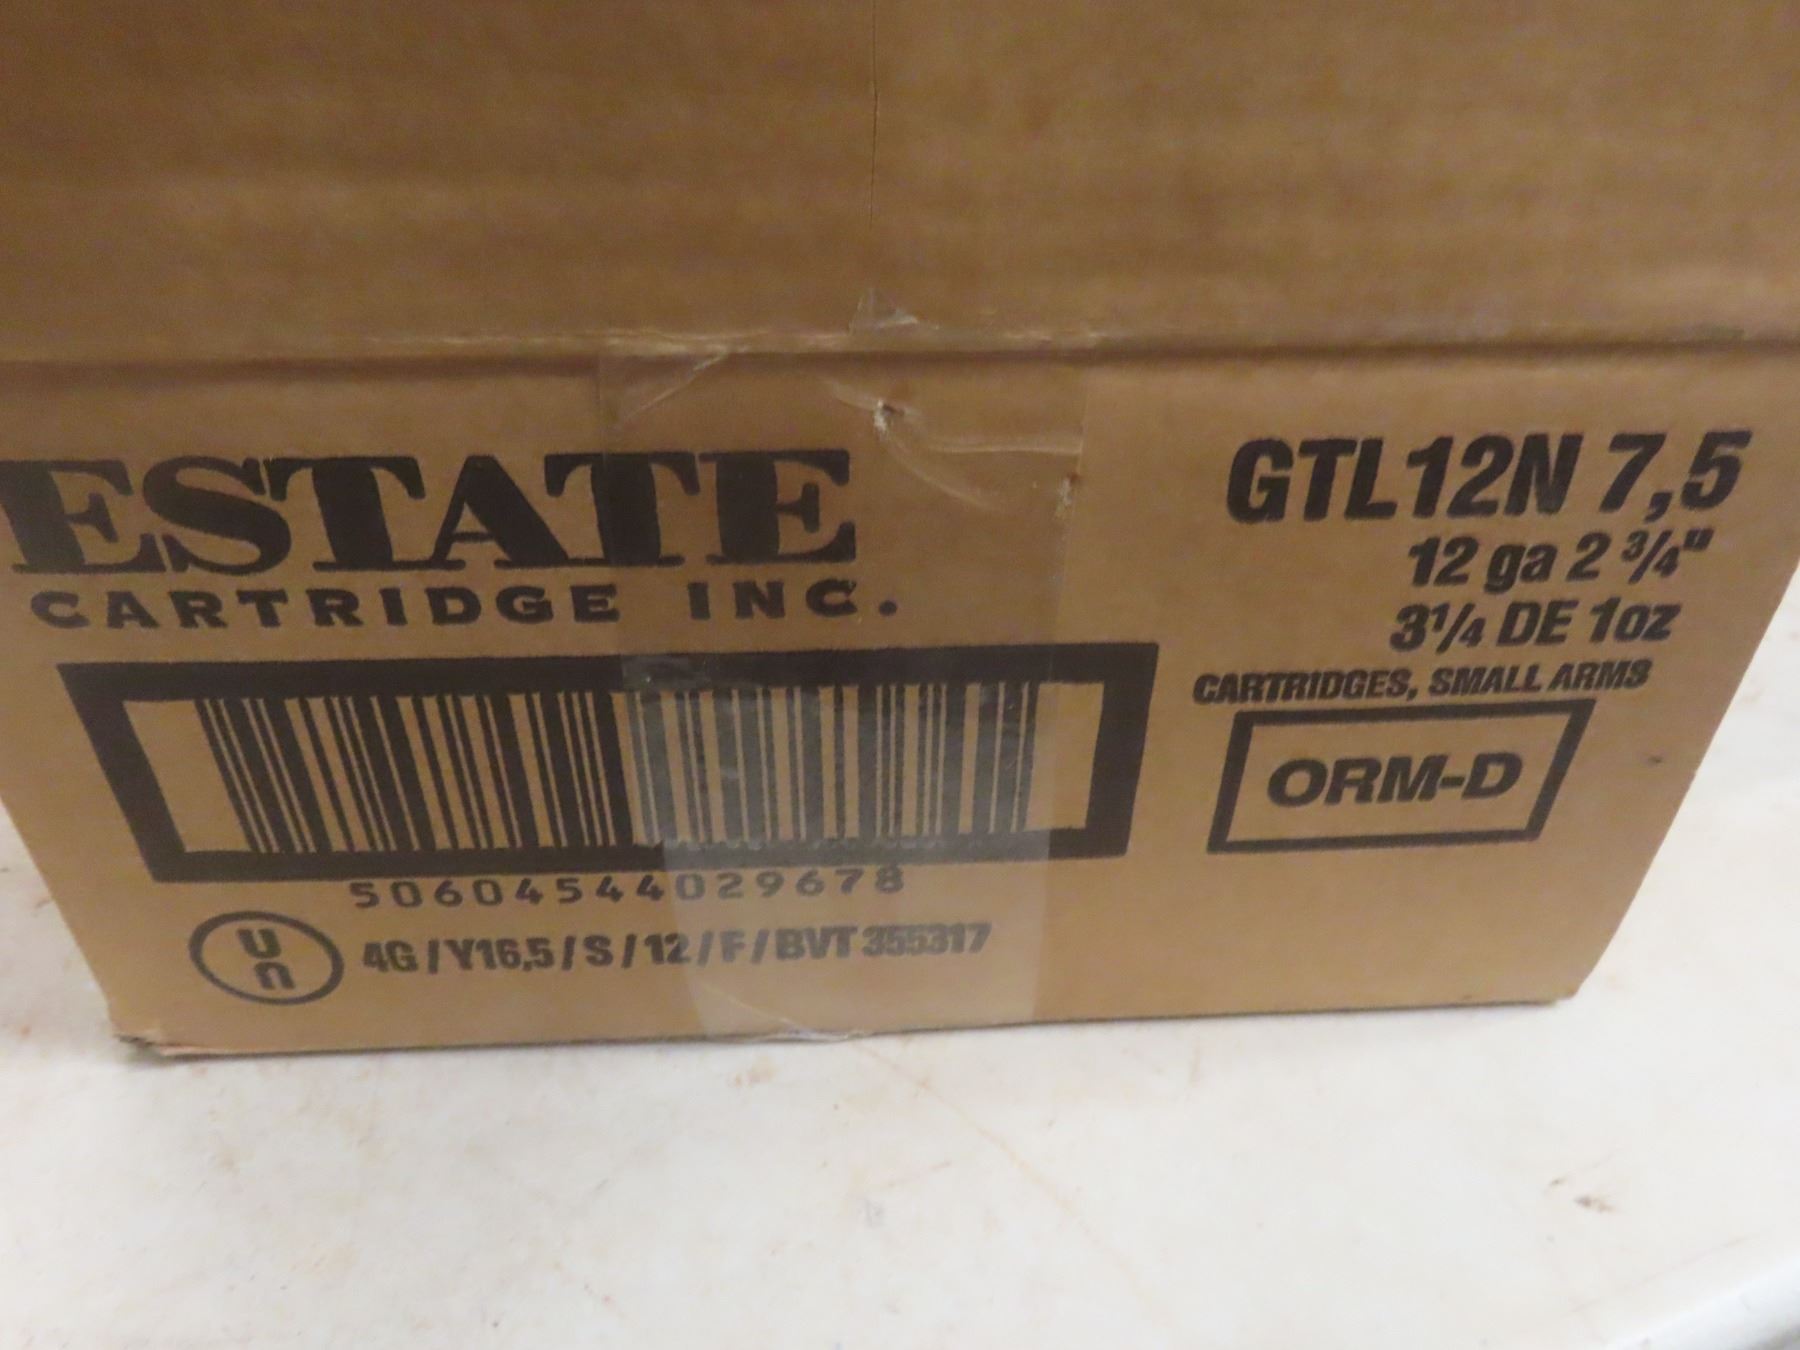 ESTATE
CARTRIDGE INC.
50604544029678
un
4G/Y16,5/S/12/F/BVT 355317
GTL12N 7,5
12 ga 2 3/4"
3 1/4 DE 1oz
CARTRIDGES, SMALL ARMS
ORM-D